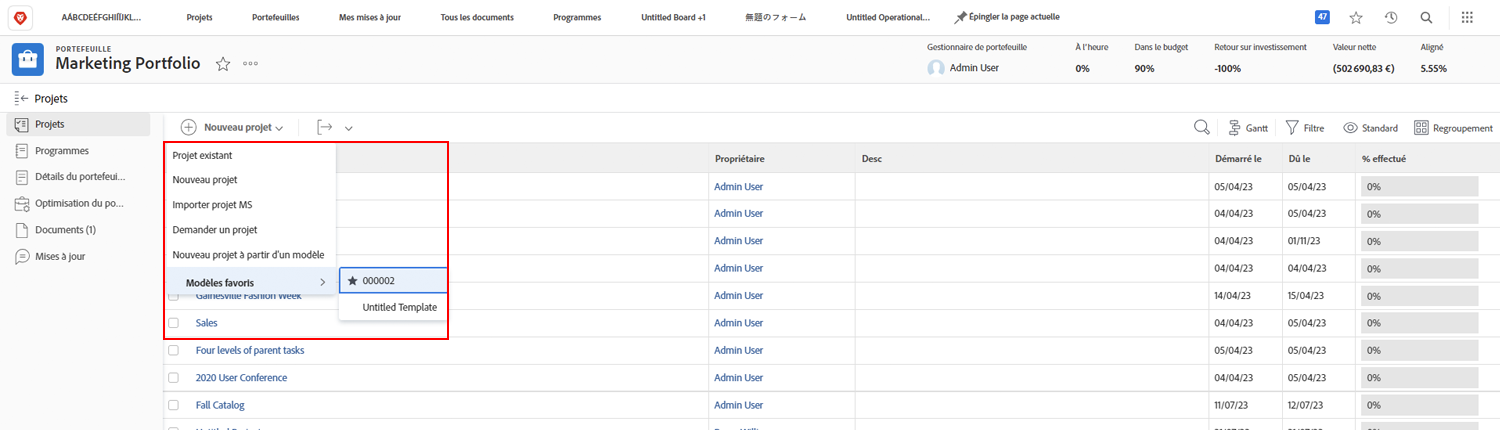 AÁBCDEÉFGHIÍJKL...
Projets
Portefeuilles
Mes mises à jour
Tous les documents
Programmes
Untitled Board +1
無題のフォーム
Untitled Operational...
Épingler la page actuelle
47
PORTEFEUILLE
Marketing Portfolio
Gestionnaire de portefeuille
Admin User
À l'heure
0%
Dans le budget
90%
Retour sur investissement
-100%
Valeur nette
(502 690,83 €)
Aligné
5.55%
Projets
Projets
Programmes
Détails du portefeui...
Optimisation du po...
Documents (1)
Mises à jour
Nouveau projet
Gantt
Filtre
Standard
Regroupement
Projet existant
Nouveau projet
Importer projet MS
Demander un projet
Nouveau projet à partir d'un modèle
Modèles favoris
000002
Untitled Template
Propriétaire Desc Démarré le Dû le % effectué
Admin User 05/04/23 05/04/23 0%
Admin User 04/04/23 05/04/23 0%
Admin User 04/04/23 01/11/23 0%
Admin User 04/04/23 04/04/23 0%
Gainesville Fashion Week Admin User 14/04/23 15/04/23 0%
Sales Admin User 04/04/23 05/04/23 0%
Four levels of parent tasks Admin User 05/04/23 05/04/23 0%
2020 User Conference Admin User 04/04/23 05/04/23 0%
Fall Catalog Admin User 11/07/23 12/07/23 0%